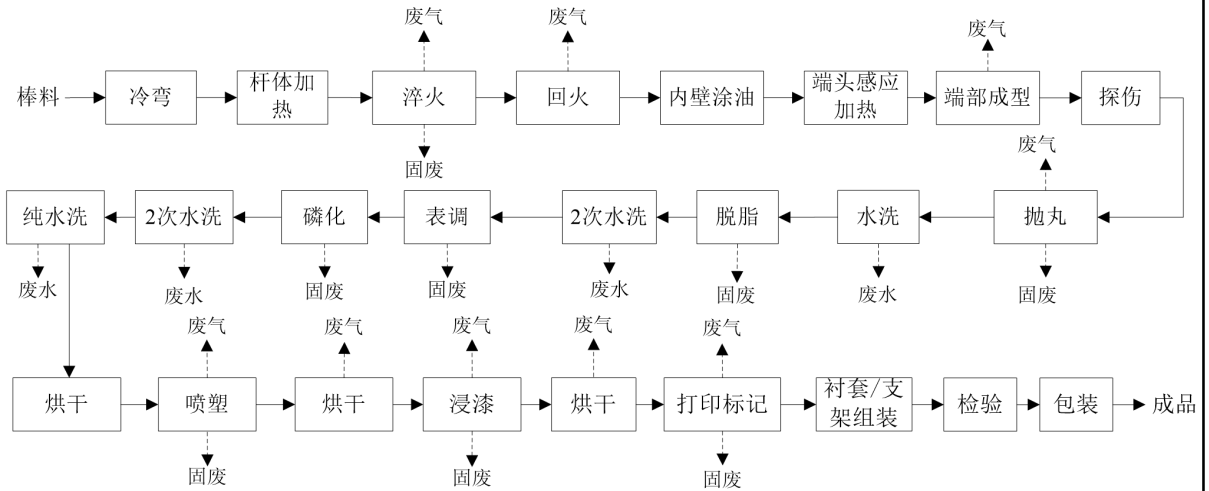 废气
废气
废气
棒料
冷弯
杆体加
热
淬火
回火
内壁涂油
端头感应
加热
端部成型
探伤
固废
废气
纯水洗
2次水洗
磷化
表调
2次水洗
脱脂
水洗
抛丸
废水
废水
固废
固废
废水
固废
废水
固废
废气
废气
废气
废气
废气
烘干
喷塑
烘干
浸漆
烘干
打印标记
衬套/支
架组装
检验
包装
成品
固废
固废
固废